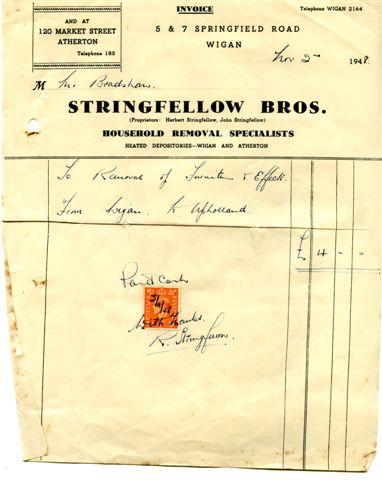 INVOICE
Telephone WIGAN 2164
AND AT
120 MARKET STREET
ATHERTON
Telephone 185
5 & 7 SPRINGFIELD ROAD
WIGAN
Nov 2nd 1948.
M Mr. Bradshaw.
STRINGFELLOW BROS.
(Proprietors: Herbert Stringfellow, John Stringfellow)
HOUSEHOLD REMOVAL SPECIALISTS
HEATED DEPOSITORIES—WIGAN AND ATHERTON
To Removal of Furniture & Effects.
From Wigan. to Upholland.
£ 4 - -
Paid Cash
With Thanks.
R. Stringfellow.